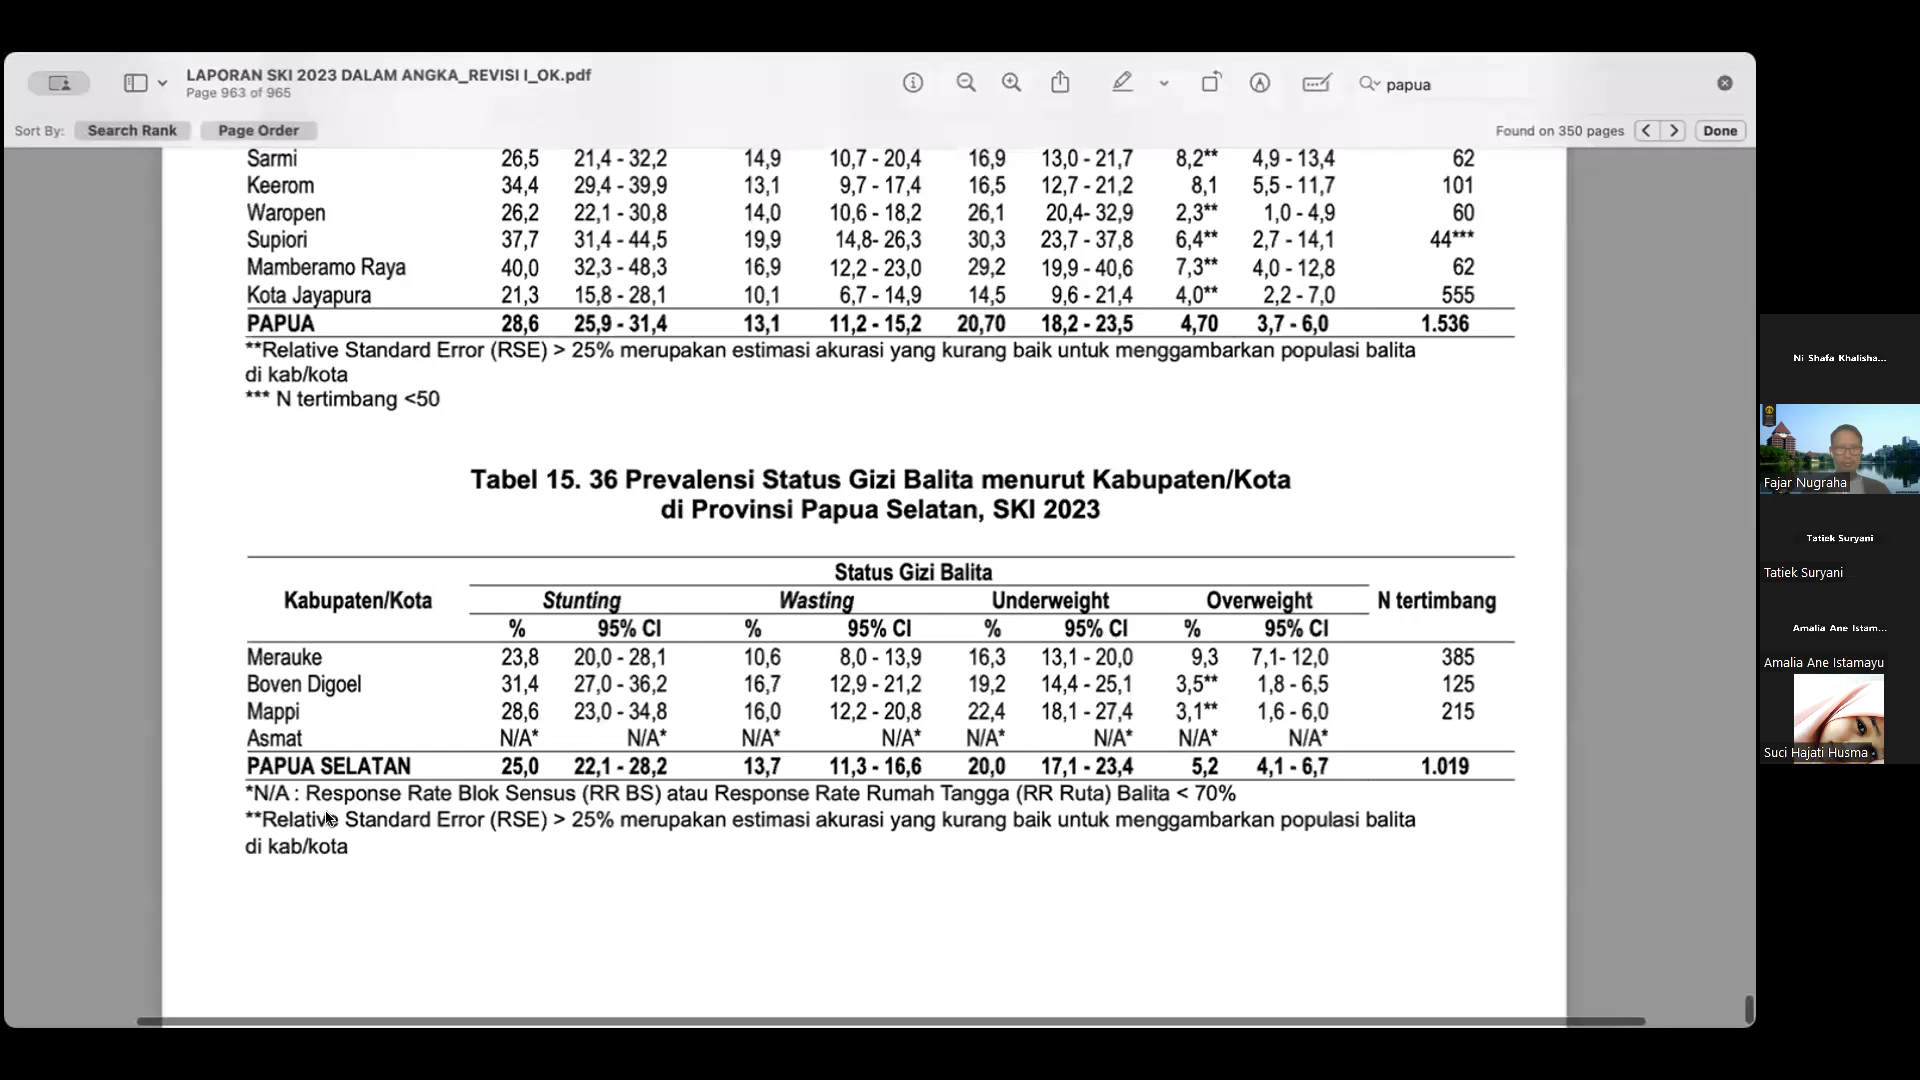 LAPORAN SKI 2023 DALAM ANGKA_REVISI I_OK.pdf
Page 963 of 965
papua
Sort By: Search Rank Page Order
Found on 350 pages Done
Sarmi 26,5 21,4 - 32,2 14,9 10,7 - 20,4 16,9 13,0 - 21,7 8,2** 4,9 - 13,4 62
Keerom 34,4 29,4 - 39,9 13,1 9,7 - 17,4 16,5 12,7 - 21,2 8,1 5,5 - 11,7 101
Waropen 26,2 22,1 - 30,8 14,0 10,6 - 18,2 26,1 20,4- 32,9 2,3** 1,0 - 4,9 60
Supiori 37,7 31,4 - 44,5 19,9 14,8- 26,3 30,3 23,7 - 37,8 6,4** 2,7 - 14,1 44***
Mamberamo Raya 40,0 32,3 - 48,3 16,9 12,2 - 23,0 29,2 19,9 - 40,6 7,3** 4,0 - 12,8 62
Kota Jayapura 21,3 15,8 - 28,1 10,1 6,7 - 14,9 14,5 9,6 - 21,4 4,0** 2,2 - 7,0 555
PAPUA 28,6 25,9 - 31,4 13,1 11,2 - 15,2 20,70 18,2 - 23,5 4,70 3,7 - 6,0 1.536
**Relative Standard Error (RSE) > 25% merupakan estimasi akurasi yang kurang baik untuk menggambarkan populasi balita
di kab/kota
*** N tertimbang <50
Tabel 15. 36 Prevalensi Status Gizi Balita menurut Kabupaten/Kota
di Provinsi Papua Selatan, SKI 2023
Status Gizi Balita
Kabupaten/Kota Stunting Wasting Underweight Overweight N tertimbang
% 95% CI % 95% CI % 95% CI % 95% CI
Merauke 23,8 20,0 - 28,1 10,6 8,0 - 13,9 16,3 13,1 - 20,0 9,3 7,1- 12,0 385
Boven Digoel 31,4 27,0 - 36,2 16,7 12,9 - 21,2 19,2 14,4 - 25,1 3,5** 1,8 - 6,5 125
Mappi 28,6 23,0 - 34,8 16,0 12,2 - 20,8 22,4 18,1 - 27,4 3,1** 1,6 - 6,0 215
Asmat N/A* N/A* N/A* N/A* N/A* N/A* N/A* N/A*
PAPUA SELATAN 25,0 22,1 - 28,2 13,7 11,3 - 16,6 20,0 17,1 - 23,4 5,2 4,1 - 6,7 1.019
*N/A : Response Rate Blok Sensus (RR BS) atau Response Rate Rumah Tangga (RR Ruta) Balita < 70%
**Relative Standard Error (RSE) > 25% merupakan estimasi akurasi yang kurang baik untuk menggambarkan populasi balita
di kab/kota
Ni Shafa Khalisha...
Fajar Nugraha
Tatiek Suryani
Tatiek Suryani
Amalia Ane Istam...
Amalia Ane Istamayu
Suci Hajati Husma